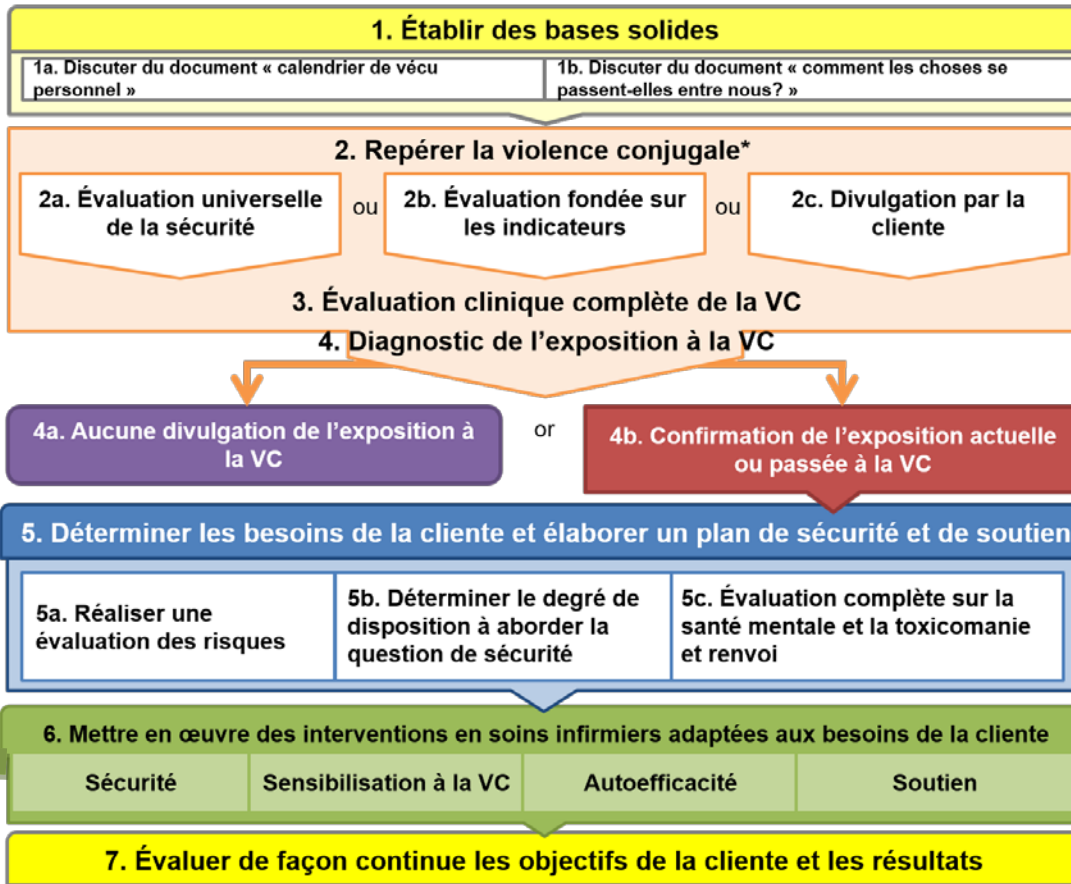 1. Établir des bases solides
1a. Discuter du document « calendrier de vécu
personnel »
1b. Discuter du document « comment les choses se
passent-elles entre nous? »
2. Repérer la violence conjugale*
2a. Évaluation universelle
de la sécurité
ou
2b. Évaluation fondée sur
les indicateurs
ou
2c. Divulgation par la
cliente
3. Évaluation clinique complète de la VC
4. Diagnostic de l'exposition à la VC
4a. Aucune divulgation de l'exposition à
la VC
or
4b. Confirmation de l'exposition actuelle
ou passée à la VC
5. Déterminer les besoins de la cliente et élaborer un plan de sécurité et de soutien
5a. Réaliser une
évaluation des risques
5b. Déterminer le degré de
disposition à aborder la
question de sécurité
5c. Évaluation complète sur la
santé mentale et la toxicomanie
et renvoi
6. Mettre en œuvre des interventions en soins infirmiers adaptées aux besoins de la cliente
Sécurité
Sensibilisation à la VC
Autoefficacité
Soutien
7. Évaluer de façon continue les objectifs de la cliente et les résultats